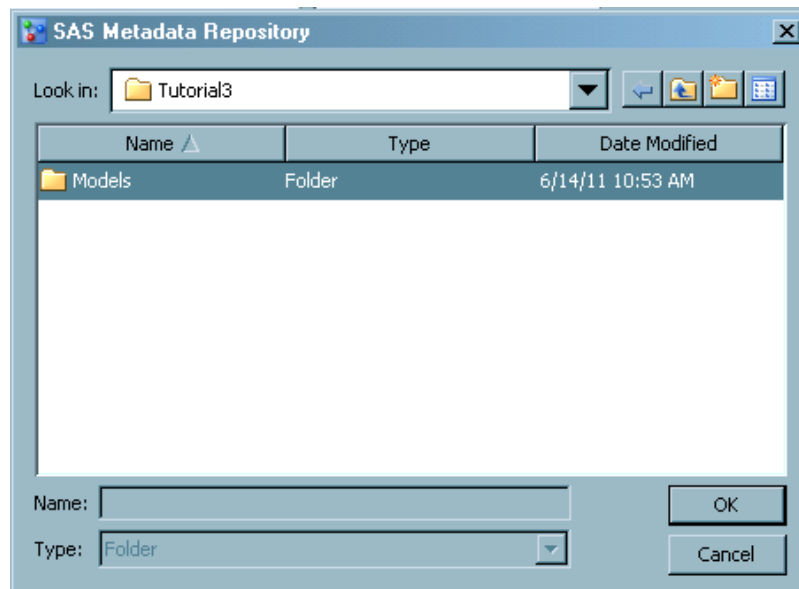 SAS Metadata Repository
Look in: Tutorial3
Name Type Date Modified
Models Folder 6/14/11 10:53 AM
Name: OK
Type: Folder Cancel